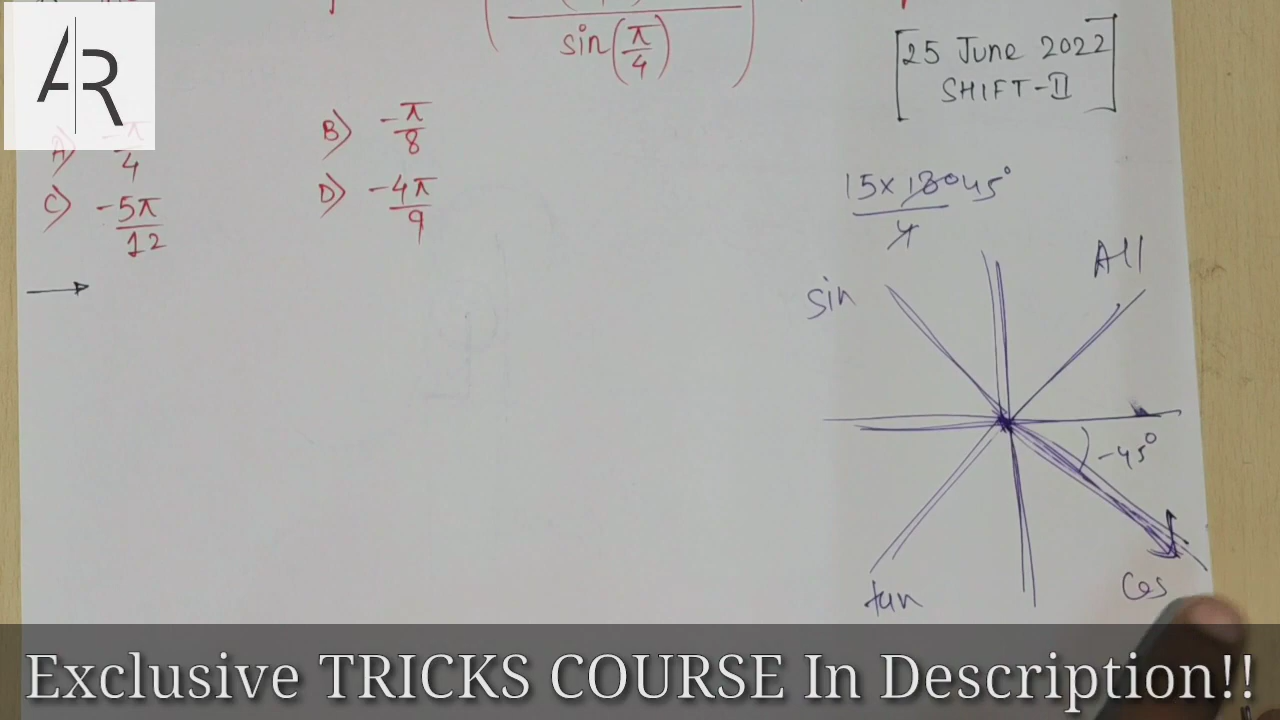 AR
sin(π/4)
[25 June 2022
SHIFT-II]
A) -π/4
B) -π/8
C) -5π/12
D) -4π/9
15×180 45°
4
sin
All
-45°
tan
Cos
Exclusive TRICKS COURSE In Description!!